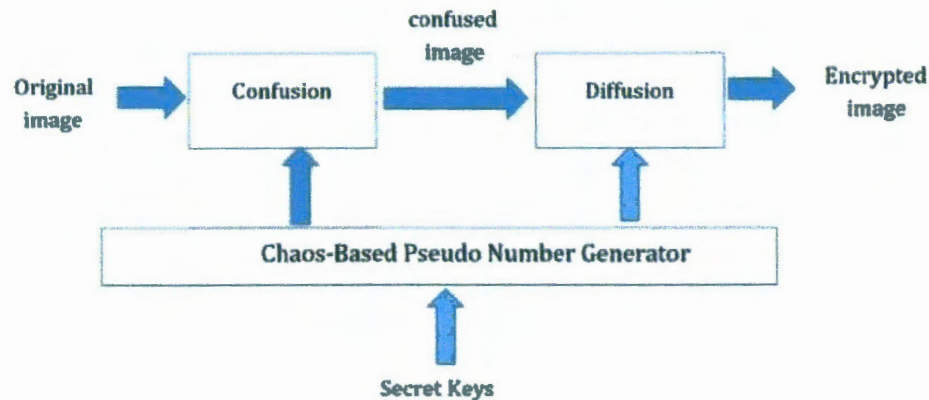 confused
image
Original
image
Confusion
Diffusion
Encrypted
image
Chaos-Based Pseudo Number Generator
Secret Keys